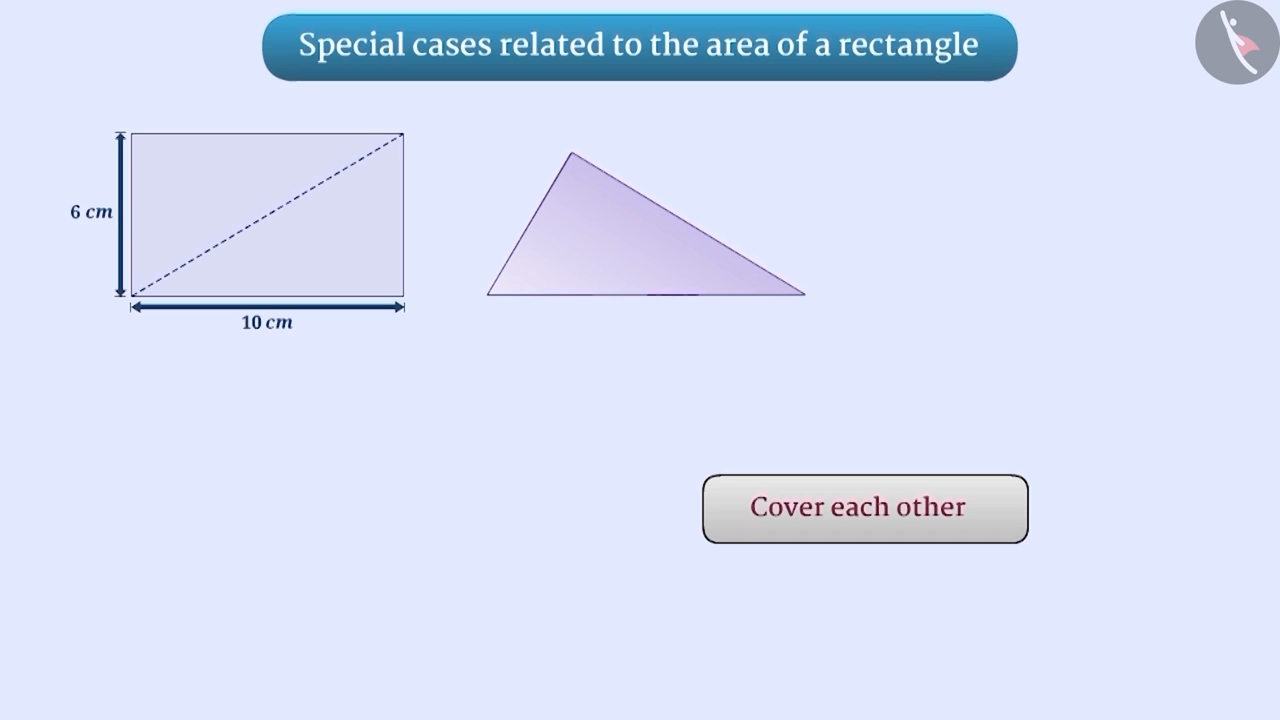 Special cases related to the area of a rectangle
6 cm
10 cm
Cover each other